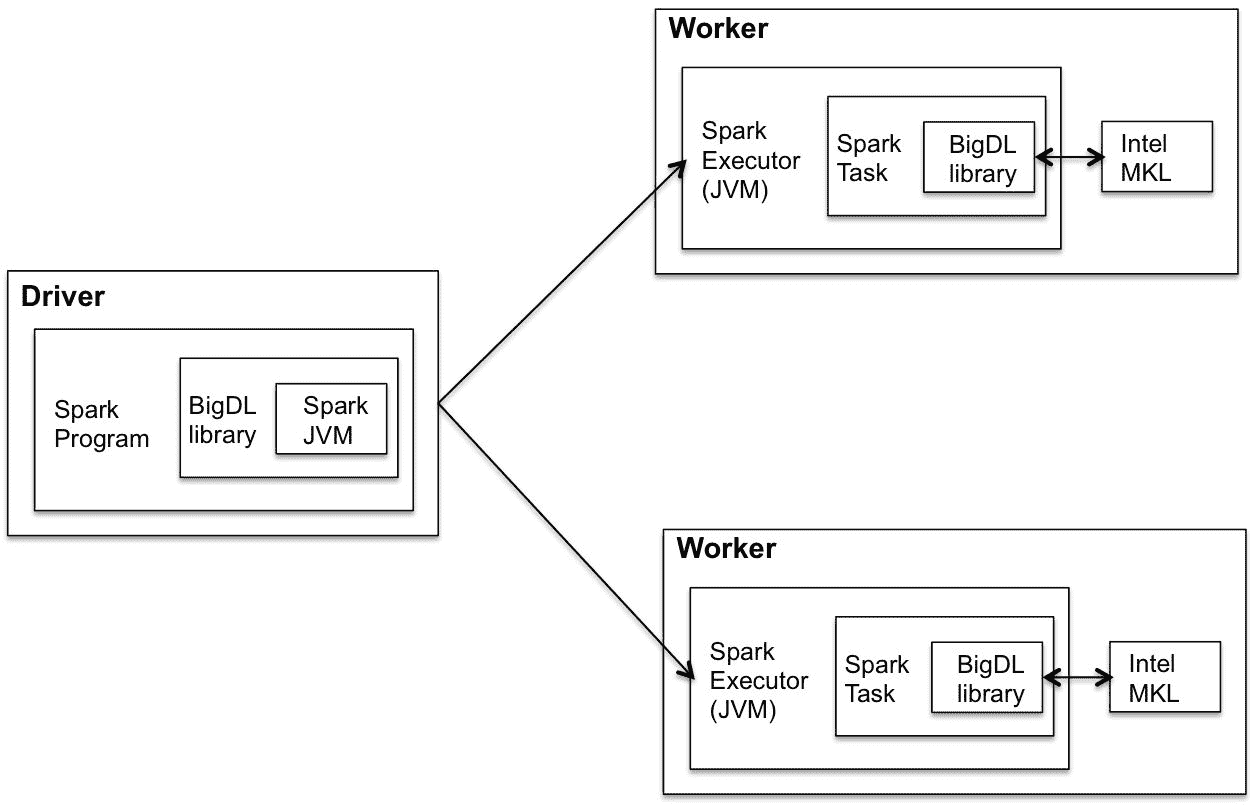 Driver
Spark
Program
BigDL
library
Spark
JVM
Worker
Spark
Executor
(JVM)
Spark
Task
BigDL
library
Intel
MKL
Worker
Spark
Executor
(JVM)
Spark
Task
BigDL
library
Intel
MKL